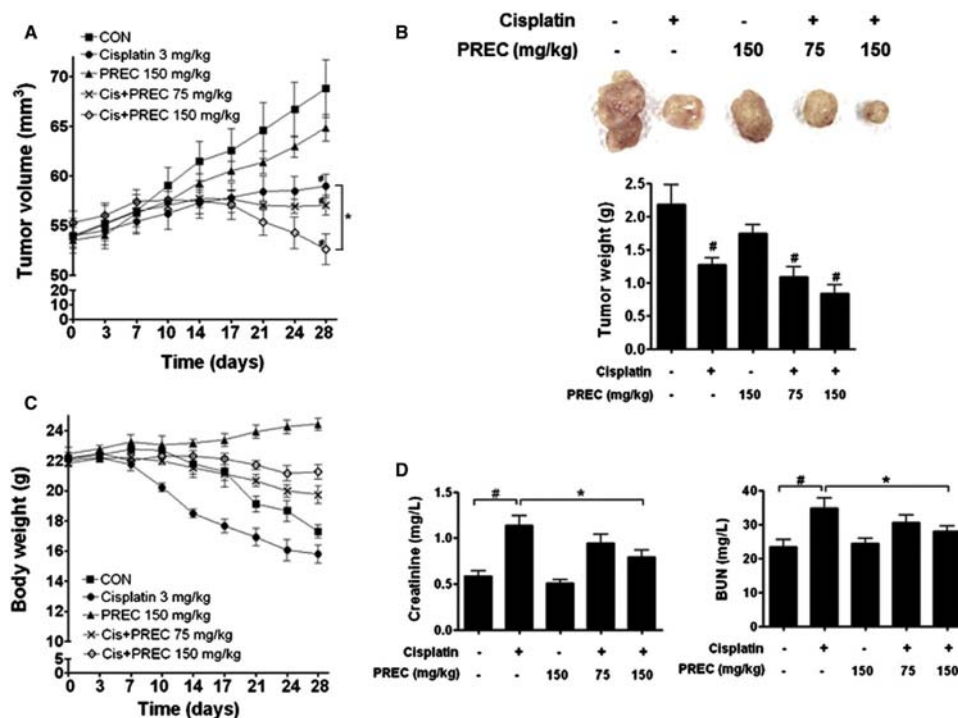 A
CON
Cisplatin 3 mg/kg
PREC 150 mg/kg
Cis+PREC 75 mg/kg
Cis+PREC 150 mg/kg
Tumor volume (mm³)
70
65
60
55
50
20
10
0
# 
#
#
*
0 3 7 10 14 17 21 24 28
Time (days)
B
Cisplatin - + - + +
PREC (mg/kg) - - 150 75 150
Tumor weight (g)
2.5
2.0
1.5
1.0
0.5
0.0
# # #
Cisplatin - + - + +
PREC (mg/kg) - - 150 75 150
C
Body weight (g)
24
22
20
18
16
14
12
10
8
5
0
CON
Cisplatin 3 mg/kg
PREC 150 mg/kg
Cis+PREC 75 mg/kg
Cis+PREC 150 mg/kg
0 3 7 10 14 17 21 24 28
Time (days)
D
Creatinine (mg/L)
1.5
1.0
0.5
0.0
# *
Cisplatin - + - + +
PREC (mg/kg) - - 150 75 150
BUN (mg/L)
40
30
20
10
0
# *
Cisplatin - + - + +
PREC (mg/kg) - - 150 75 150